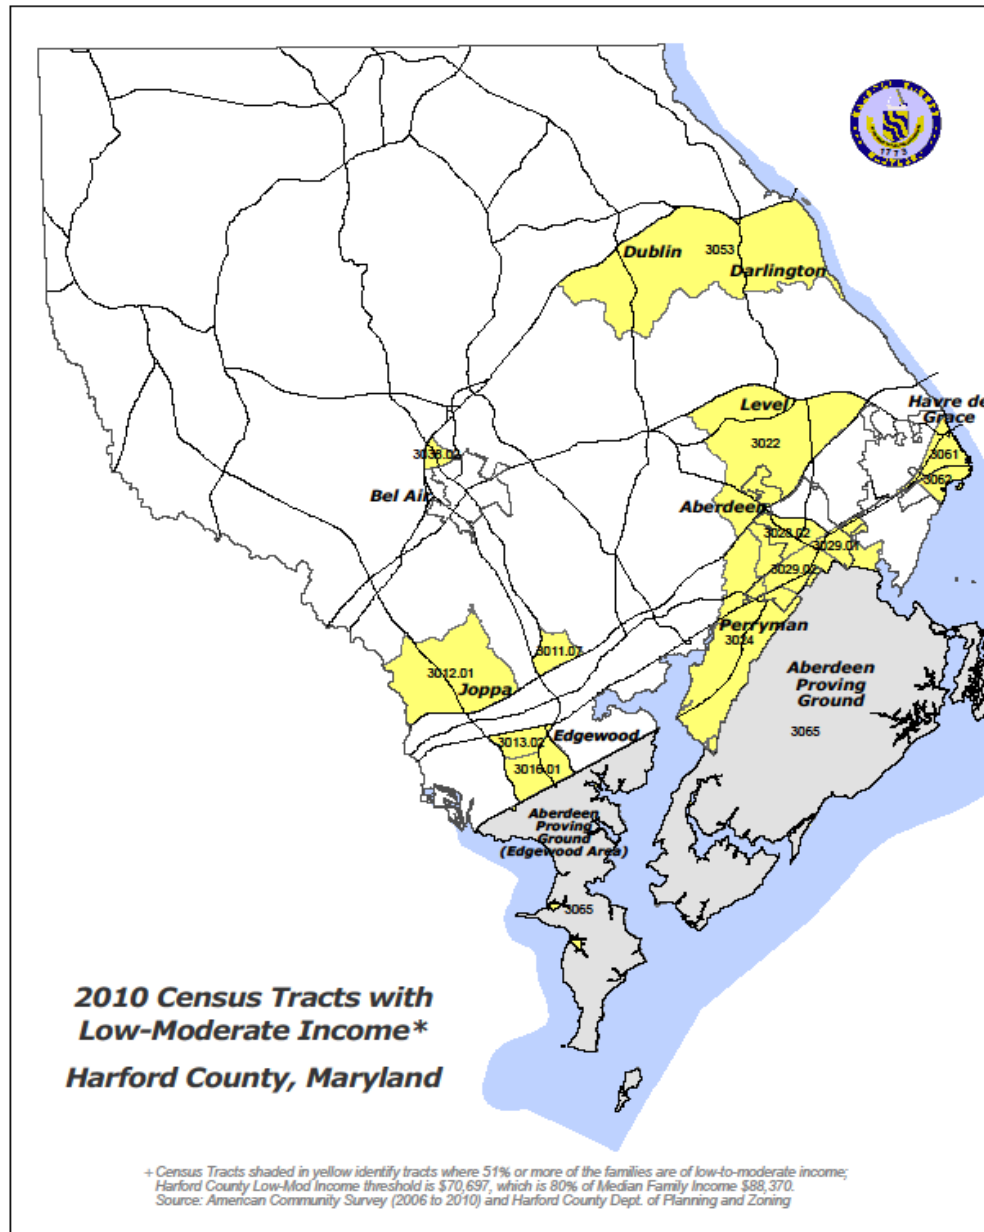 1773
Dublin
3053
Darlington
Level
Havre de
Grace
3022
3061
3062
3038.02
Bel Air
Aberdeen
3028.02
3029.01
3029.02
Perryman
3024
3011.07
3012.01
Joppa
Aberdeen
Proving
Ground
3065
3013.02
Edgewood
3016.01
Aberdeen
Proving
Ground
(Edgewood Area)
3065
2010 Census Tracts with
Low-Moderate Income*
Harford County, Maryland
+ Census Tracts shaded in yellow identify tracts where 51% or more of the families are of low-to-moderate income;
Harford County Low-Mod Income threshold is $70,697, which is 80% of Median Family Income $88,370.
Source: American Community Survey (2006 to 2010) and Harford County Dept. of Planning and Zoning